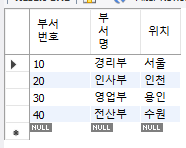 부서 번호 부서명 위치
10 경리부 서울
20 인사부 인천
30 영업부 용인
40 전산부 수원
NULL NULL NULL